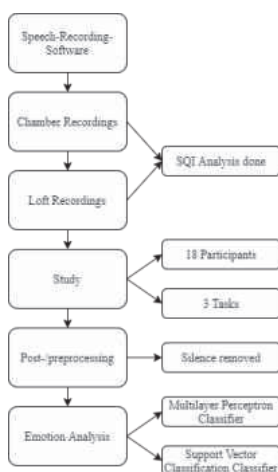 Speech-Recording-
Software
Chamber Recordings
SQI Analysis done
Loft Recordings
18 Participants
Study
3 Tasks
Post-/preprocessing
Silence removed
Multilayer Perceptron
Classifier
Emotion Analysis
Support Vector
Classification Classifier